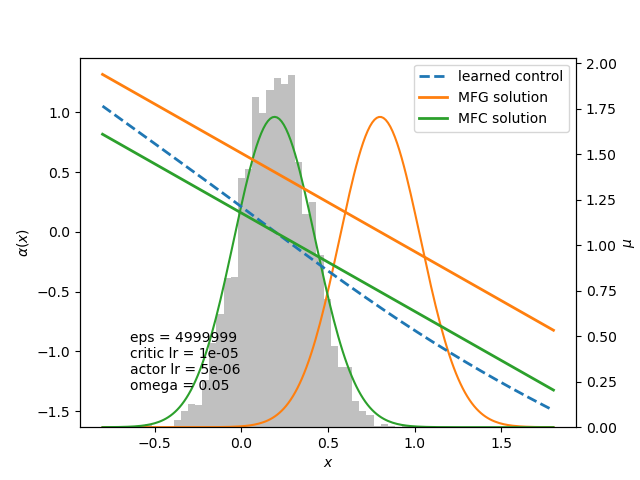 learned control
MFG solution
MFC solution
eps = 4999999
critic lr = 1e-05
actor lr = 5e-06
omega = 0.05
α(x)
1.0
0.5
0.0
−0.5
−1.0
−1.5
μ
2.00
1.75
1.50
1.25
1.00
0.75
0.50
0.25
0.00
−0.5 0.0 0.5 1.0 1.5
x